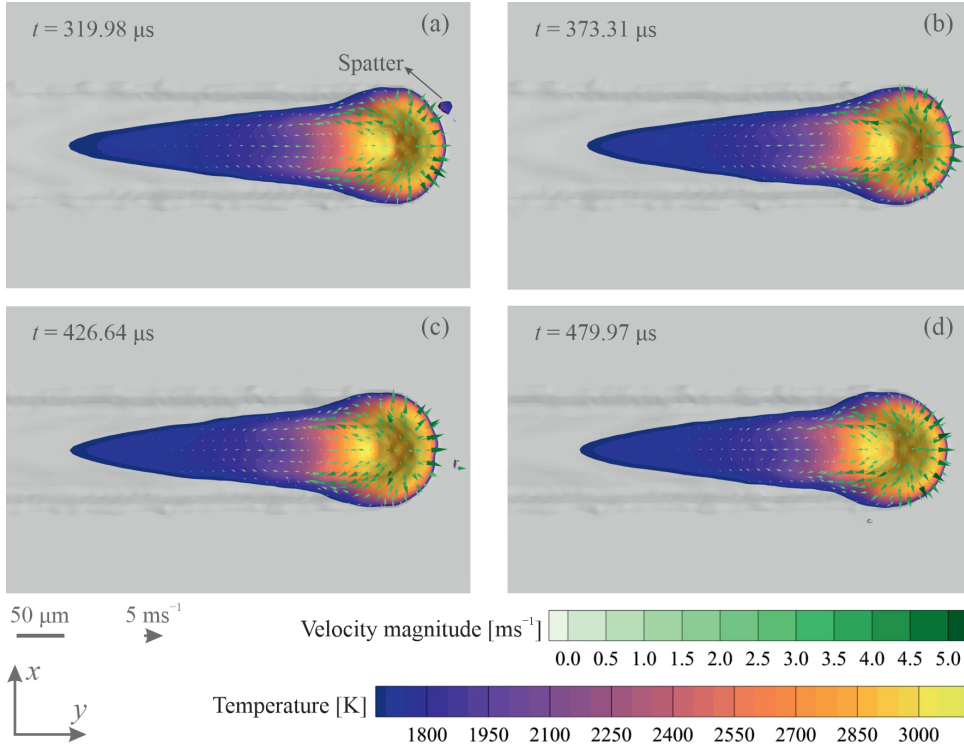 t = 319.98 μs
(a)
Spatter
t = 373.31 μs
(b)
t = 426.64 μs
(c)
t = 479.97 μs
(d)
50 μm
5 ms⁻¹
Velocity magnitude [ms⁻¹]
0.0 0.5 1.0 1.5 2.0 2.5 3.0 3.5 4.0 4.5 5.0
x
y
Temperature [K]
1800 1950 2100 2250 2400 2550 2700 2850 3000